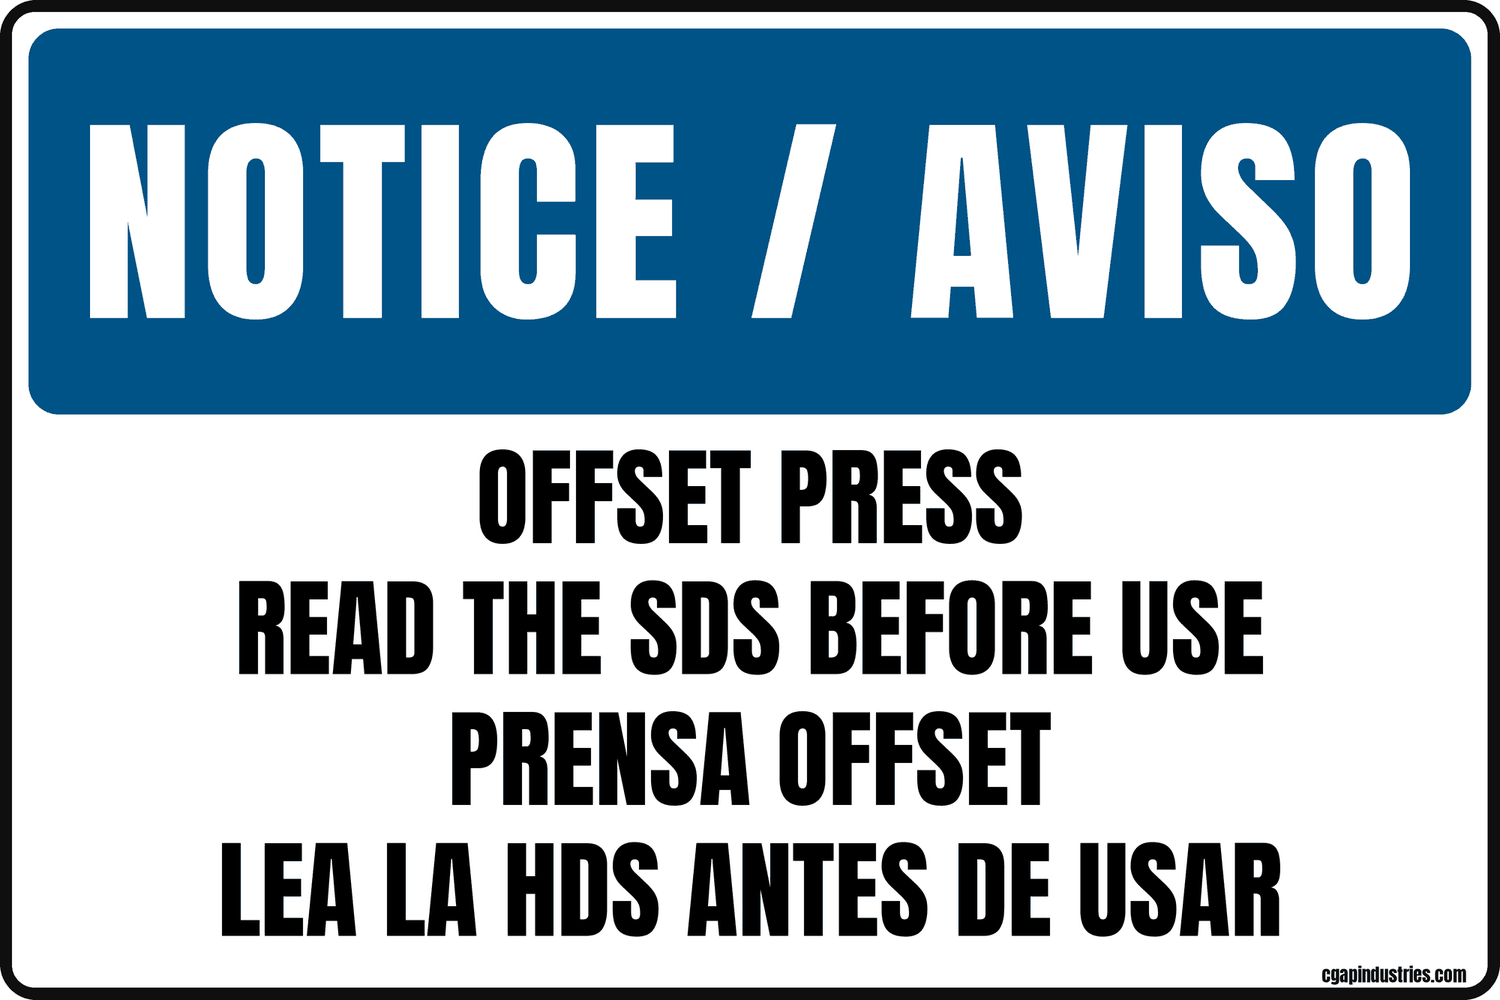 NOTICE / AVISO
OFFSET PRESS
READ THE SDS BEFORE USE
PRENSA OFFSET
LEA LA HDS ANTES DE USAR
cgapindustries.com